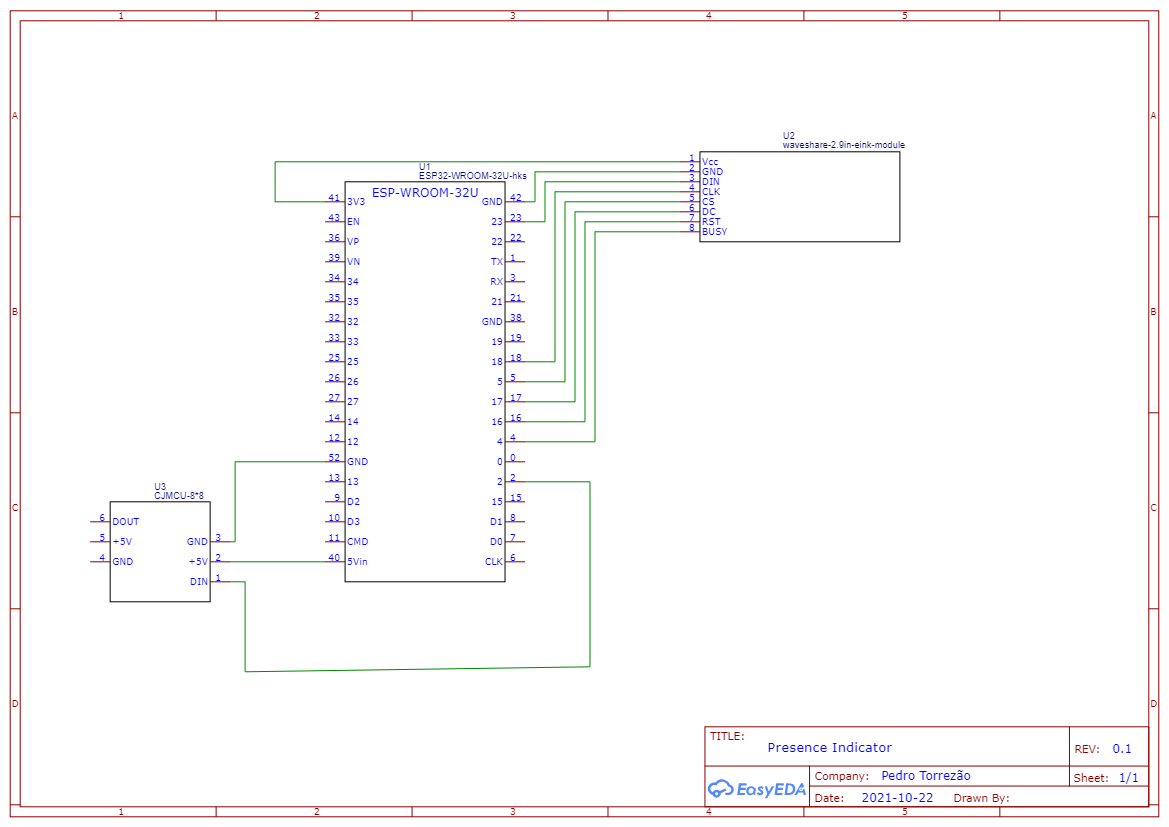 1 2 3 4 5
A
B
C
D
A
B
C
D
U2
waveshare-2.9in-eink-module
1 Vcc
2 GND
3 DIN
4 CLK
5 CS
6 DC
7 RST
8 BUSY
U1
ESP32-WROOM-32U-hks
ESP-WROOM-32U
41 3V3 GND 42
43 EN 23 23
36 VP 22 22
39 VN TX 1
34 34 RX 3
35 35 21 21
32 32 GND 38
33 33 19 19
25 25 18 18
26 26 5 5
27 27 17 17
14 14 16 16
12 12 4 4
52 GND 0 0
13 13 2 2
9 D2 15 15
10 D3 D1 8
11 CMD D0 7
40 5Vin CLK 6
U3
CJMCU-8*8
6 DOUT
5 +5V GND 3
4 GND +5V 2
DIN 1
TITLE:
Presence Indicator
REV: 0.1
EasyEDA
Company: Pedro Torrezão
Sheet: 1/1
Date: 2021-10-22 Drawn By:
1 2 3 4 5